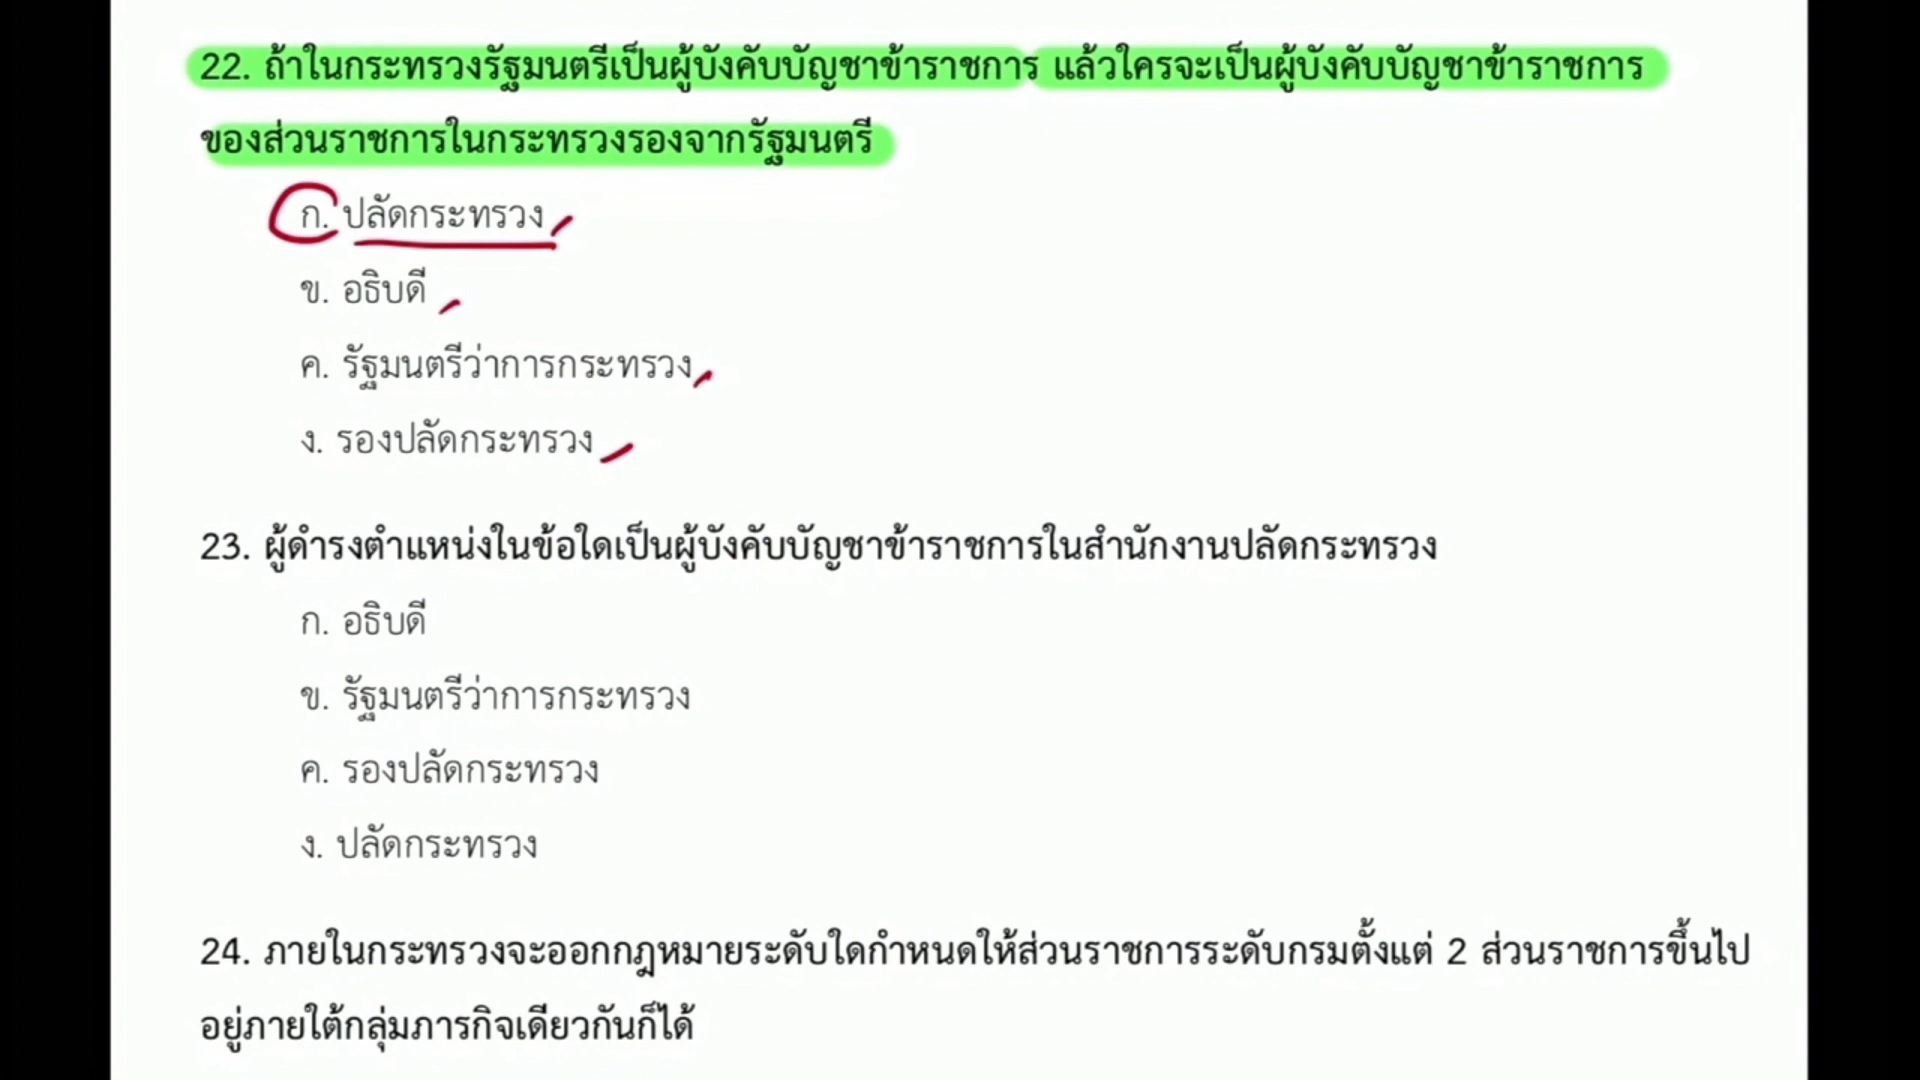 22. ถ้าในกระทรวงรัฐมนตรีเป็นผู้บังคับบัญชาข้าราชการ แล้วใครจะเป็นผู้บังคับบัญชาข้าราชการ
ของส่วนราชการในกระทรวงรองจากรัฐมนตรี
ก. ปลัดกระทรวง
ข. อธิบดี
ค. รัฐมนตรีว่าการกระทรวง
ง. รองปลัดกระทรวง
23. ผู้ดำรงตำแหน่งในข้อใดเป็นผู้บังคับบัญชาข้าราชการในสำนักงานปลัดกระทรวง
ก. อธิบดี
ข. รัฐมนตรีว่าการกระทรวง
ค. รองปลัดกระทรวง
ง. ปลัดกระทรวง
24. ภายในกระทรวงจะออกกฎหมายระดับใดกำหนดให้ส่วนราชการระดับกรมตั้งแต่ 2 ส่วนราชการขึ้นไป
อยู่ภายใต้กลุ่มภารกิจเดียวกันก็ได้